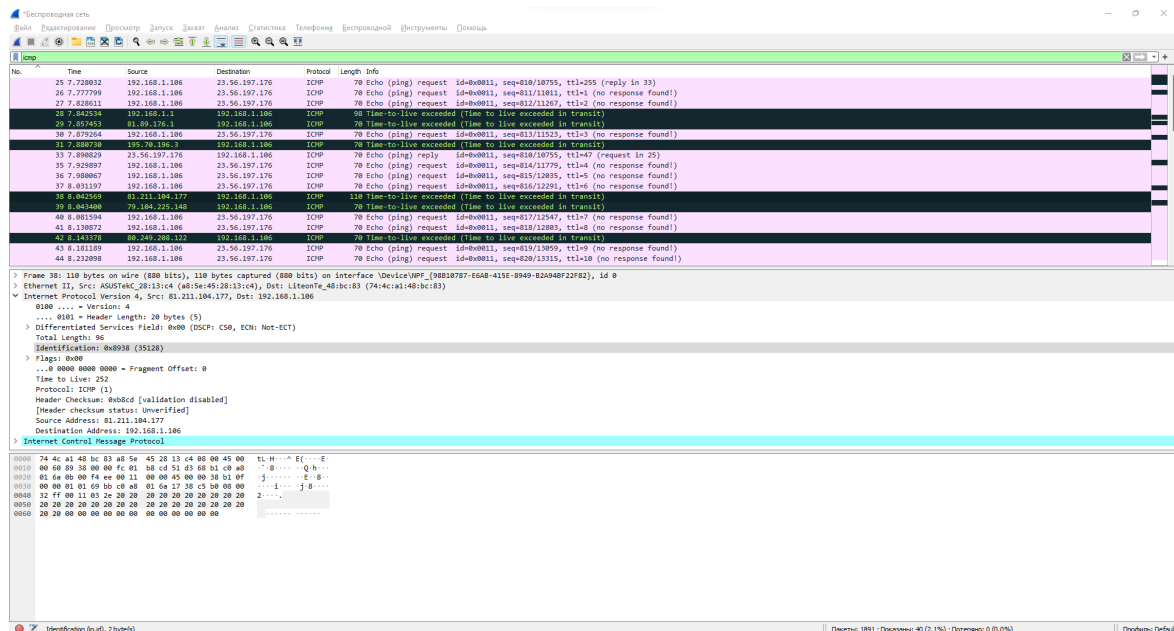 *Беспроводная сеть
Файл Редактирование Просмотр Запуск Захват Анализ Статистика Телефония Беспроводной Инструменты Помощь
icmp
No. Time Source Destination Protocol Length Info
25 7.728032 192.168.1.106 23.56.197.176 ICMP 70 Echo (ping) request id=0x0011, seq=810/10755, ttl=255 (reply in 33)
26 7.777799 192.168.1.106 23.56.197.176 ICMP 70 Echo (ping) request id=0x0011, seq=811/11011, ttl=1 (no response found!)
27 7.828611 192.168.1.106 23.56.197.176 ICMP 70 Echo (ping) request id=0x0011, seq=812/11267, ttl=2 (no response found!)
28 7.842534 192.168.1.1 192.168.1.106 ICMP 98 Time-to-live exceeded (Time to live exceeded in transit)
29 7.857453 81.89.176.1 192.168.1.106 ICMP 70 Time-to-live exceeded (Time to live exceeded in transit)
30 7.879264 192.168.1.106 23.56.197.176 ICMP 70 Echo (ping) request id=0x0011, seq=813/11523, ttl=3 (no response found!)
31 7.880730 195.70.196.3 192.168.1.106 ICMP 70 Time-to-live exceeded (Time to live exceeded in transit)
33 7.890829 23.56.197.176 192.168.1.106 ICMP 70 Echo (ping) reply id=0x0011, seq=810/10755, ttl=47 (request in 25)
35 7.929897 192.168.1.106 23.56.197.176 ICMP 70 Echo (ping) request id=0x0011, seq=814/11779, ttl=4 (no response found!)
36 7.980067 192.168.1.106 23.56.197.176 ICMP 70 Echo (ping) request id=0x0011, seq=815/12035, ttl=5 (no response found!)
37 8.031197 192.168.1.106 23.56.197.176 ICMP 70 Echo (ping) request id=0x0011, seq=816/12291, ttl=6 (no response found!)
38 8.042569 81.211.104.177 192.168.1.106 ICMP 110 Time-to-live exceeded (Time to live exceeded in transit)
39 8.043400 79.104.225.148 192.168.1.106 ICMP 70 Time-to-live exceeded (Time to live exceeded in transit)
40 8.081594 192.168.1.106 23.56.197.176 ICMP 70 Echo (ping) request id=0x0011, seq=817/12547, ttl=7 (no response found!)
41 8.130872 192.168.1.106 23.56.197.176 ICMP 70 Echo (ping) request id=0x0011, seq=818/12803, ttl=8 (no response found!)
42 8.143378 80.249.208.122 192.168.1.106 ICMP 70 Time-to-live exceeded (Time to live exceeded in transit)
43 8.181189 192.168.1.106 23.56.197.176 ICMP 70 Echo (ping) request id=0x0011, seq=819/13059, ttl=9 (no response found!)
44 8.232098 192.168.1.106 23.56.197.176 ICMP 70 Echo (ping) request id=0x0011, seq=820/13315, ttl=10 (no response found!)
> Frame 38: 110 bytes on wire (880 bits), 110 bytes captured (880 bits) on interface \Device\NPF_{98B10787-E6AB-415E-8949-B2A94BF22F82}, id 0
> Ethernet II, Src: ASUSTekC_28:13:c4 (a8:5e:45:28:13:c4), Dst: LiteonTe_48:bc:83 (74:4c:a1:48:bc:83)
Internet Protocol Version 4, Src: 81.211.104.177, Dst: 192.168.1.106
0100 .... = Version: 4
.... 0101 = Header Length: 20 bytes (5)
> Differentiated Services Field: 0x00 (DSCP: CS0, ECN: Not-ECT)
Total Length: 96
Identification: 0x8938 (35128)
> Flags: 0x00
...0 0000 0000 0000 = Fragment Offset: 0
Time to Live: 252
Protocol: ICMP (1)
Header Checksum: 0xb8cd [validation disabled]
[Header checksum status: Unverified]
Source Address: 81.211.104.177
Destination Address: 192.168.1.106
> Internet Control Message Protocol
0000 74 4c a1 48 bc 83 a8 5e 45 28 13 c4 08 00 45 00 tL·H···^ E(····E·
0010 00 60 89 38 00 00 fc 01 b8 cd 51 d3 68 b1 c0 a8 ·`·8···· ··Q·h···
0020 01 6a 0b 00 f4 ee 00 11 00 00 45 00 00 38 b1 0f ·j······ ··E··8··
0030 00 00 01 01 69 bb c0 a8 01 6a 17 38 c5 b0 08 00 ····i··· ·j·8····
0040 32 ff 00 11 03 2e 20 20 20 20 20 20 20 20 20 20 2····.
0050 20 20 20 20 20 20 20 20 20 20 20 20 20 20 20 20
0060 20 20 00 00 00 00 00 00 00 00 00 00 00 00 ······ ······
Identification (ip.id), 2 byte(s)
Пакеты: 1891 · Показаны: 40 (2.1%) · Потеряно: 0 (0.0%)
Профиль: Defaul